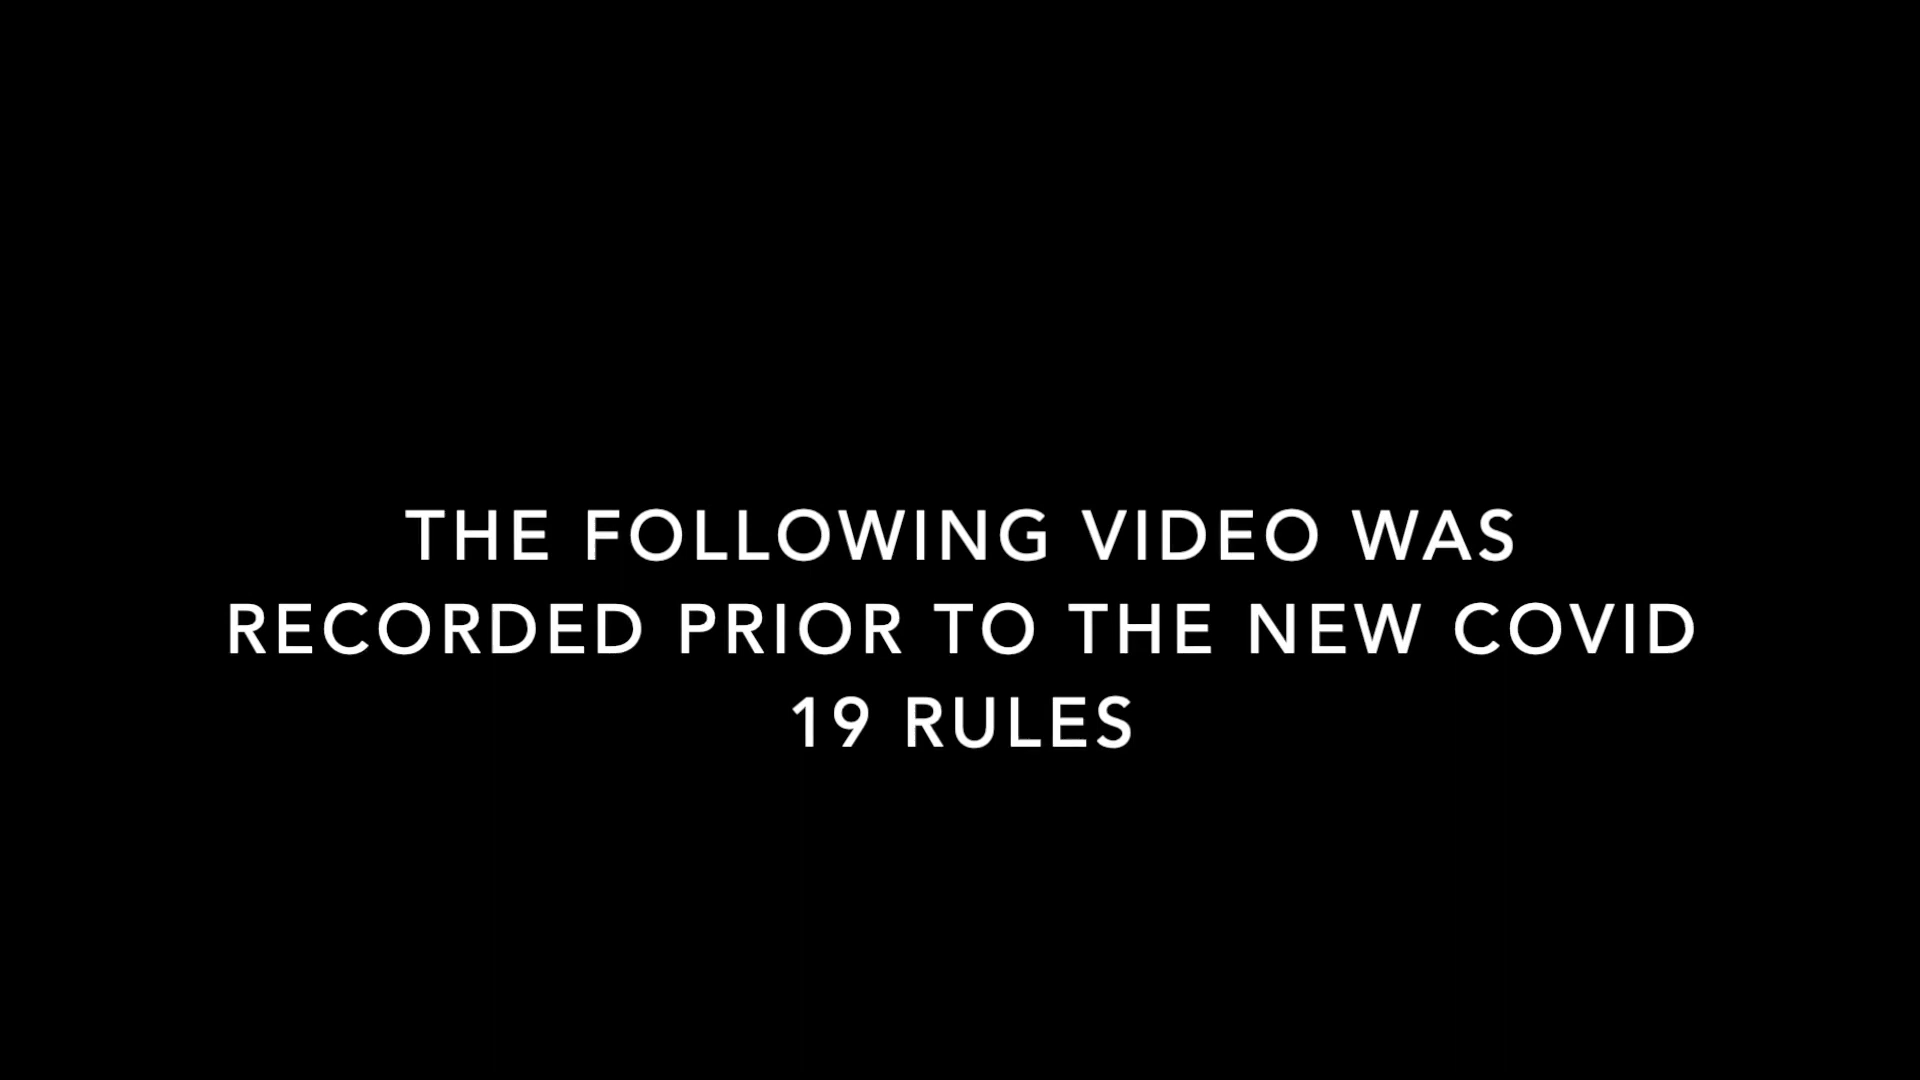 THE FOLLOWING VIDEO WAS
RECORDED PRIOR TO THE NEW COVID
19 RULES